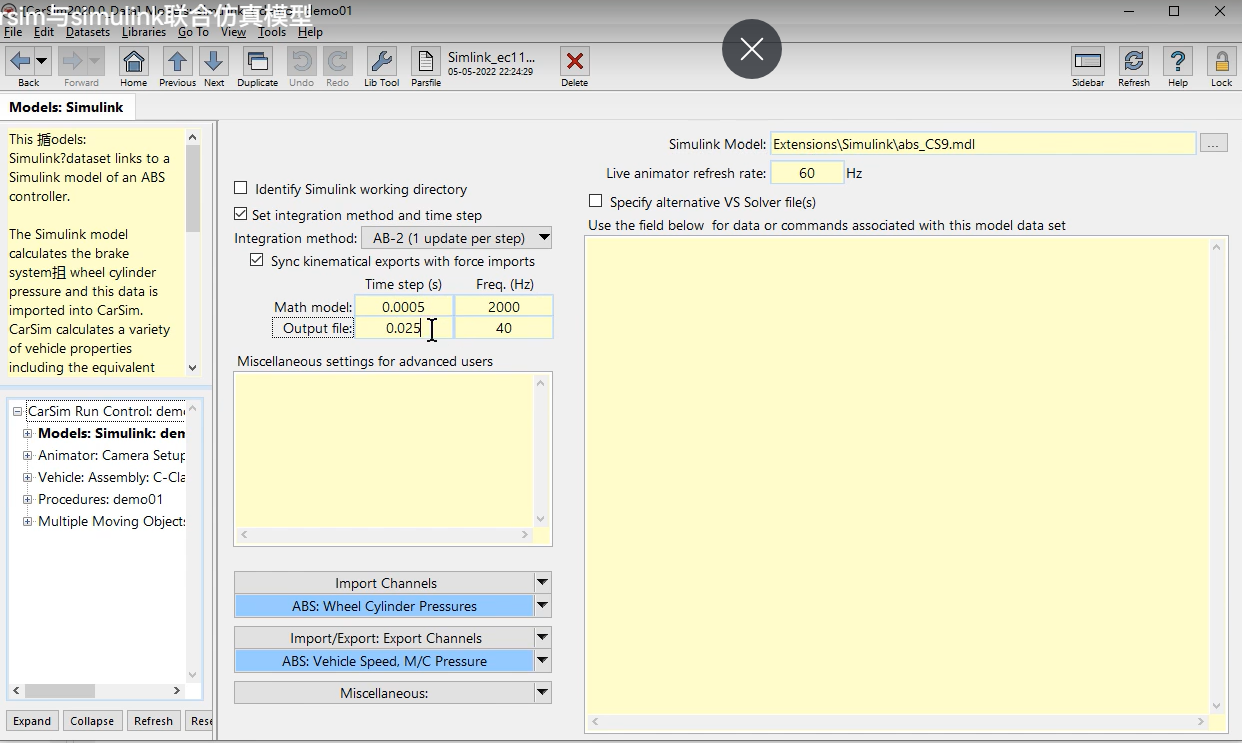 [CarSim2020.0_Data] Models: Simulink; demo01
rsim与simulink联合仿真模型
File Edit Datasets Libraries Go To View Tools Help
Back Forward Home Previous Next Duplicate Undo Redo Lib Tool Parsfile
Simlink_ec11...
05-05-2022 22:24:29
Delete Sidebar Refresh Help Lock
Models: Simulink
This 揗odels:
Simulink?dataset links to a
Simulink model of an ABS
controller.
The Simulink model
calculates the brake
system抯 wheel cylinder
pressure and this data is
imported into CarSim.
CarSim calculates a variety
of vehicle properties
including the equivalent
CarSim Run Control: demo
Models: Simulink: den
Animator: Camera Setup
Vehicle: Assembly: C-Cla
Procedures: demo01
Multiple Moving Objects
Expand Collapse Refresh Rese
Identify Simulink working directory
Set integration method and time step
Integration method: AB-2 (1 update per step)
Sync kinematical exports with force imports
Time step (s) Freq. (Hz)
Math model: 0.0005 2000
Output file: 0.025 40
Miscellaneous settings for advanced users
Import Channels
ABS: Wheel Cylinder Pressures
Import/Export: Export Channels
ABS: Vehicle Speed, M/C Pressure
Miscellaneous:
Simulink Model: Extensions\Simulink\abs_CS9.mdl ...
Live animator refresh rate: 60 Hz
Specify alternative VS Solver file(s)
Use the field below for data or commands associated with this model data set